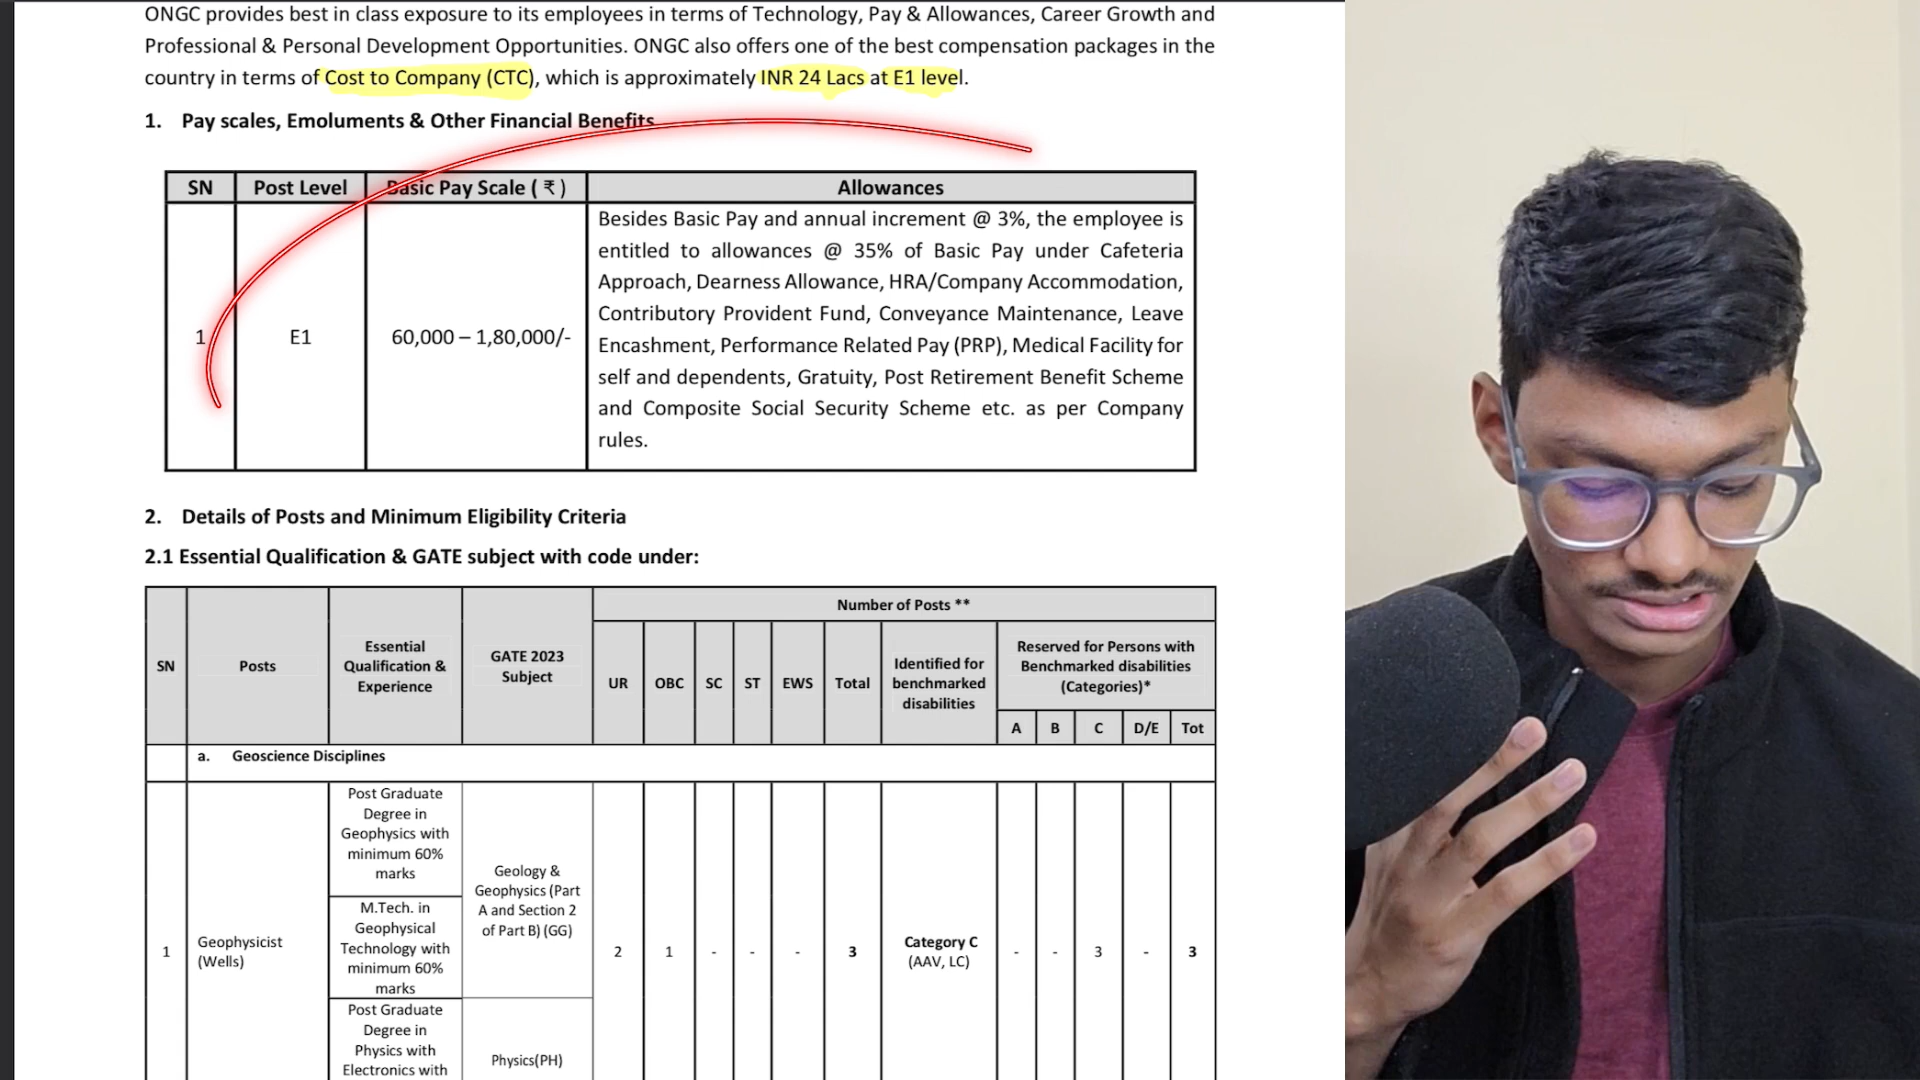 ONGC provides best in class exposure to its employees in terms of Technology, Pay & Allowances, Career Growth and
Professional & Personal Development Opportunities. ONGC also offers one of the best compensation packages in the
country in terms of Cost to Company (CTC), which is approximately INR 24 Lacs at E1 level.
1. Pay scales, Emoluments & Other Financial Benefits
SN Post Level Basic Pay Scale ( ₹ ) Allowances
1 E1 60,000 – 1,80,000/-
Besides Basic Pay and annual increment @ 3%, the employee is
entitled to allowances @ 35% of Basic Pay under Cafeteria
Approach, Dearness Allowance, HRA/Company Accommodation,
Contributory Provident Fund, Conveyance Maintenance, Leave
Encashment, Performance Related Pay (PRP), Medical Facility for
self and dependents, Gratuity, Post Retirement Benefit Scheme
and Composite Social Security Scheme etc. as per Company
rules.
2. Details of Posts and Minimum Eligibility Criteria
2.1 Essential Qualification & GATE subject with code under:
SN
Posts
Essential
Qualification &
Experience
GATE 2023
Subject
Number of Posts **
UR OBC SC ST EWS Total
Identified for
benchmarked
disabilities
Reserved for Persons with
Benchmarked disabilities
(Categories)*
A B C D/E Tot
a. Geoscience Disciplines
1
Geophysicist
(Wells)
Post Graduate
Degree in
Geophysics with
minimum 60%
marks
M.Tech. in
Geophysical
Technology with
minimum 60%
marks
Post Graduate
Degree in
Physics with
Electronics with
Geology &
Geophysics (Part
A and Section 2
of Part B) (GG)
Physics(PH)
2 1 - - - 3
Category C
(AAV, LC)
- - 3 - 3